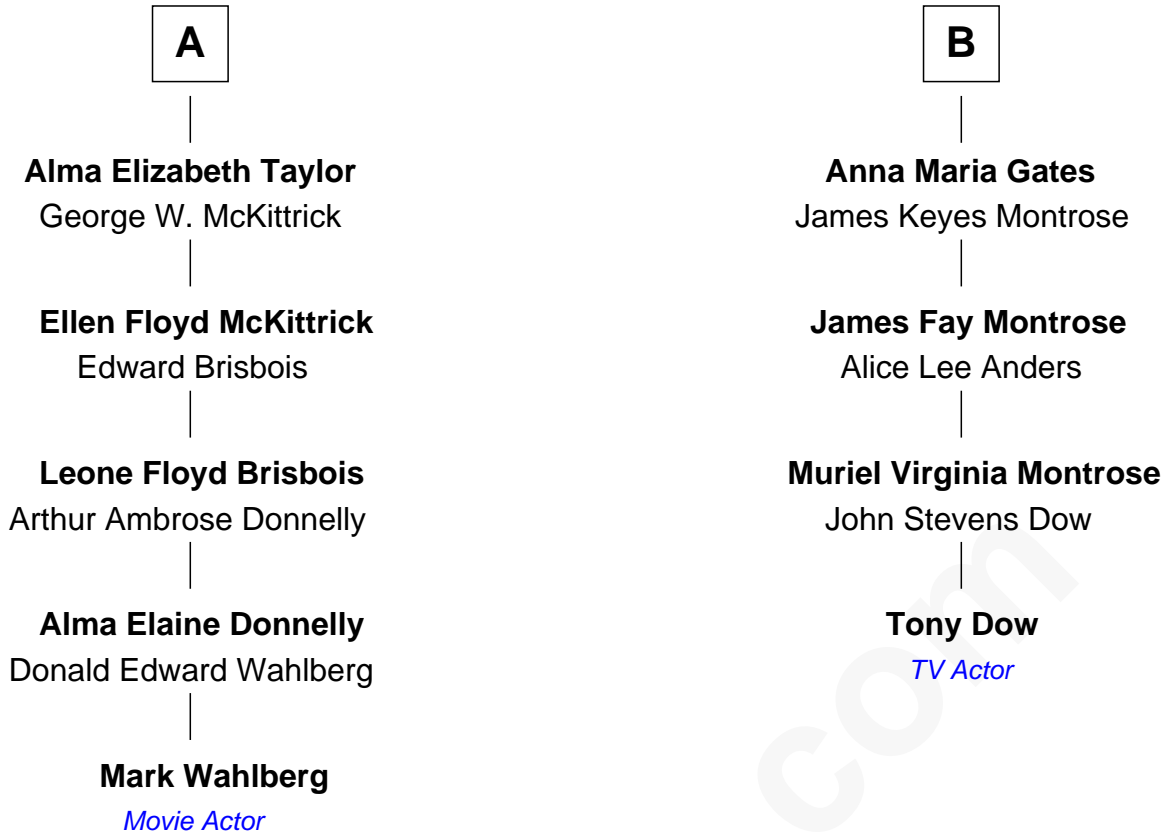 A
Alma Elizabeth Taylor
George W. McKittrick
Ellen Floyd McKittrick
Edward Brisbois
Leone Floyd Brisbois
Arthur Ambrose Donnelly
Alma Elaine Donnelly
Donald Edward Wahlberg
Mark Wahlberg
Movie Actor
B
Anna Maria Gates
James Keyes Montrose
James Fay Montrose
Alice Lee Anders
Muriel Virginia Montrose
John Stevens Dow
Tony Dow
TV Actor
com